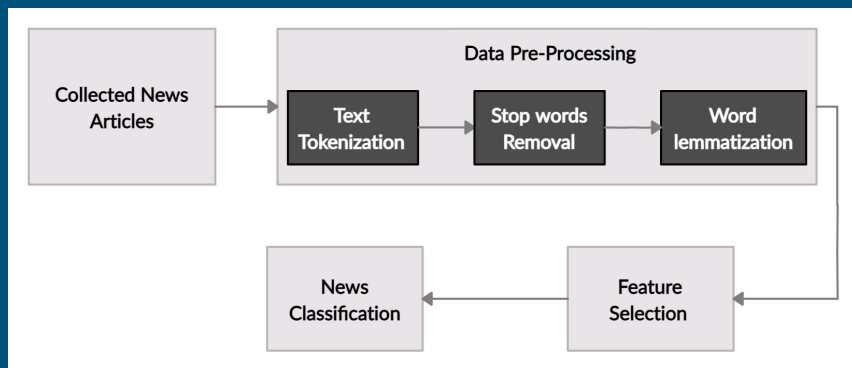 Collected News
Articles
Data Pre-Processing
Text
Tokenization
Stop words
Removal
Word
lemmatization
News
Classification
Feature
Selection